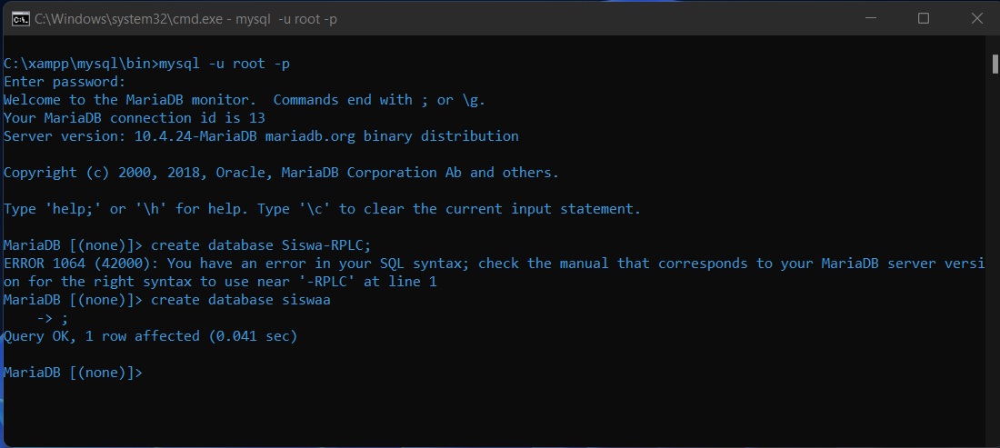 C:\Windows\system32\cmd.exe - mysql  -u root -p
C:\xampp\mysql\bin>mysql -u root -p
Enter password:
Welcome to the MariaDB monitor.  Commands end with ; or \g.
Your MariaDB connection id is 13
Server version: 10.4.24-MariaDB mariadb.org binary distribution
Copyright (c) 2000, 2018, Oracle, MariaDB Corporation Ab and others.
Type 'help;' or '\h' for help. Type '\c' to clear the current input statement.
MariaDB [(none)]> create database Siswa-RPLC;
ERROR 1064 (42000): You have an error in your SQL syntax; check the manual that corresponds to your MariaDB server versi
on for the right syntax to use near '-RPLC' at line 1
MariaDB [(none)]> create database siswaa
    -> ;
Query OK, 1 row affected (0.041 sec)
MariaDB [(none)]>